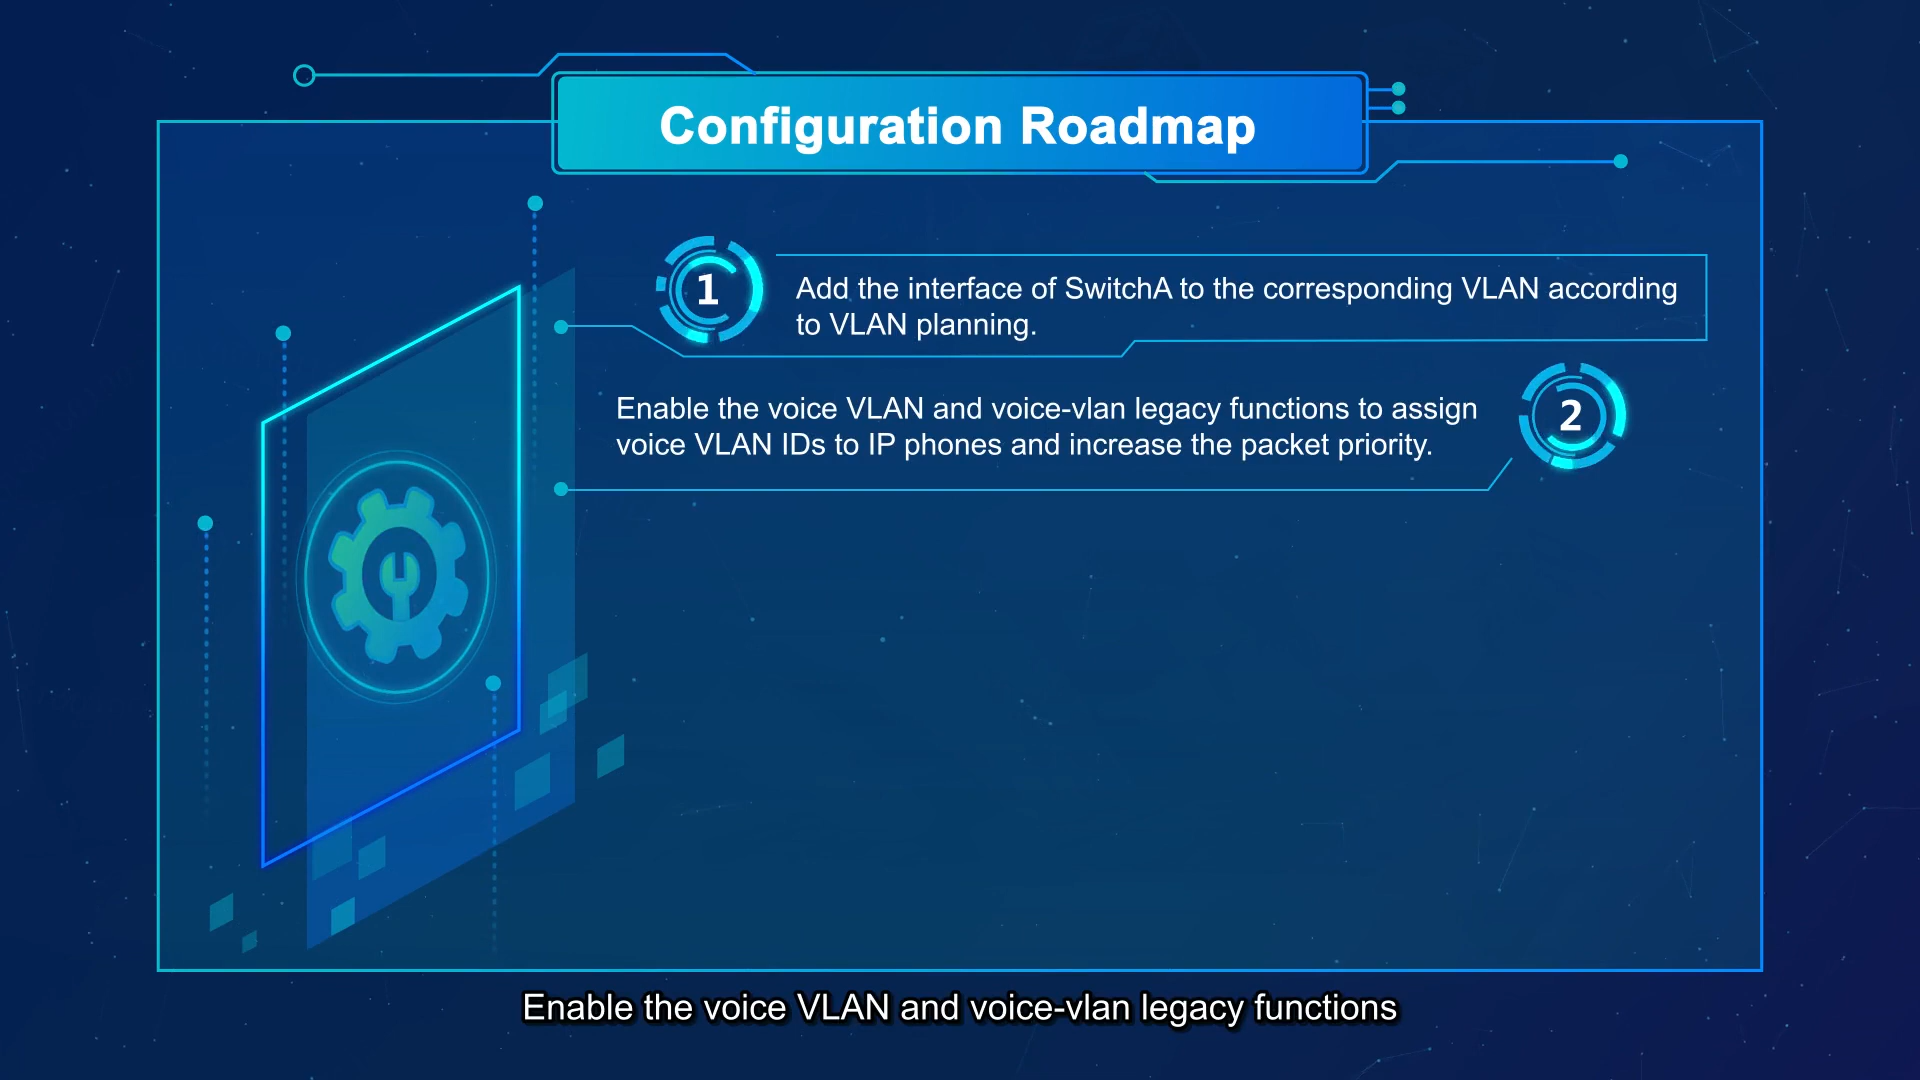 Configuration Roadmap
1
Add the interface of SwitchA to the corresponding VLAN according
to VLAN planning.
Enable the voice VLAN and voice-vlan legacy functions to assign
voice VLAN IDs to IP phones and increase the packet priority.
2
Enable the voice VLAN and voice-vlan legacy functions